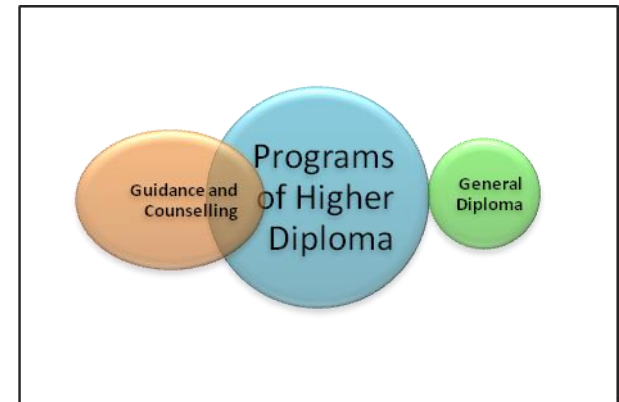 Guidance and
Counselling
Programs
of Higher
Diploma
General
Diploma